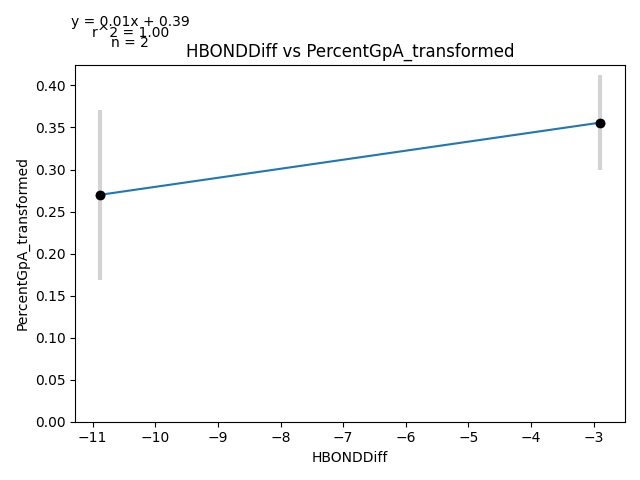 y = 0.01x + 0.39
r^2 = 1.00
n = 2
HBONDDiff vs PercentGpA_transformed
PercentGpA_transformed
0.40
0.35
0.30
0.25
0.20
0.15
0.10
0.05
0.00
−11 −10 −9 −8 −7 −6 −5 −4 −3
HBONDDiff